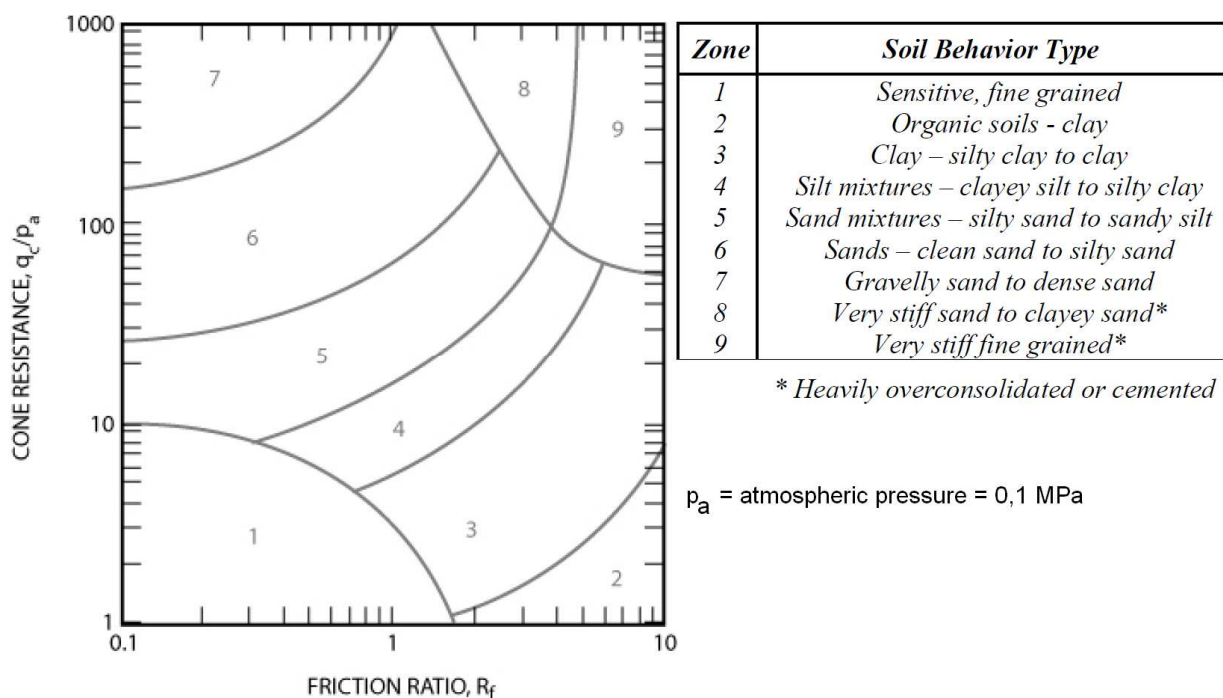 1000
100
10
1
CONE RESISTANCE, q_c/p_a
7
8
9
6
5
4
3
1
2
0.1
1
10
FRICTION RATIO, R_f
Zone Soil Behavior Type
1 Sensitive, fine grained
2 Organic soils - clay
3 Clay – silty clay to clay
4 Silt mixtures – clayey silt to silty clay
5 Sand mixtures – silty sand to sandy silt
6 Sands – clean sand to silty sand
7 Gravelly sand to dense sand
8 Very stiff sand to clayey sand*
9 Very stiff fine grained*
* Heavily overconsolidated or cemented
p_a = atmospheric pressure = 0,1 MPa